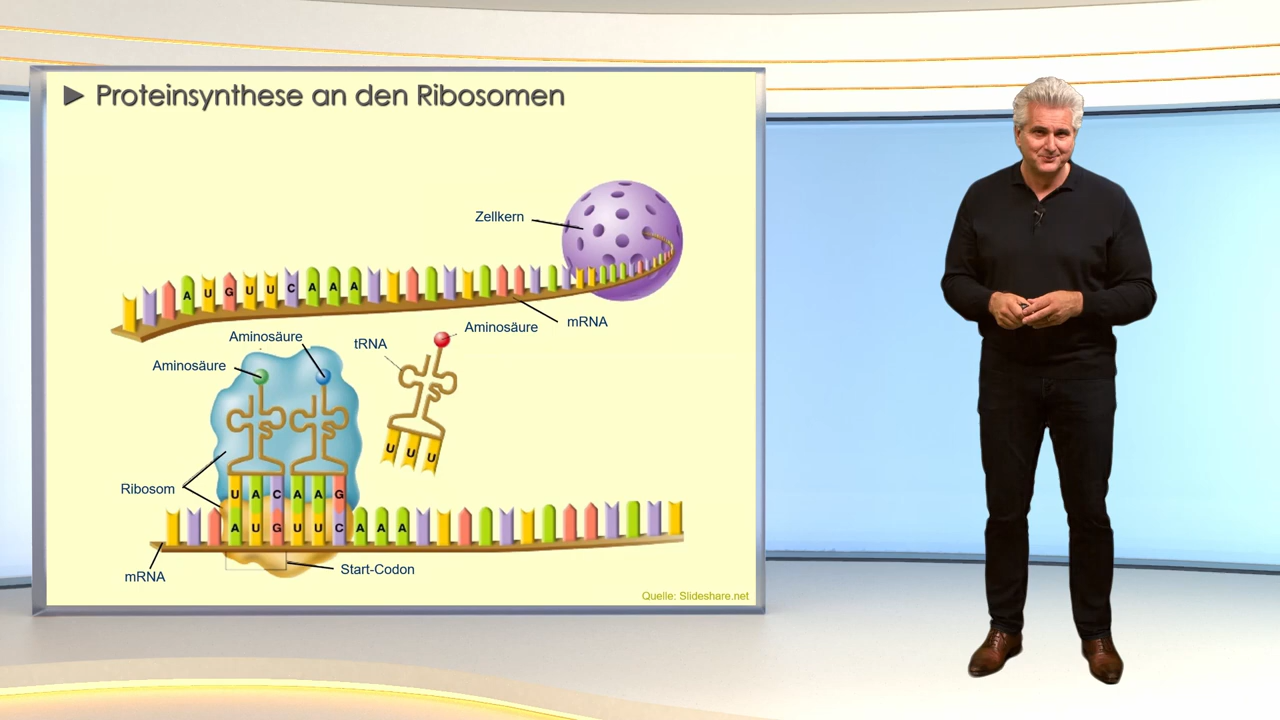 ► Proteinsynthese an den Ribosomen
Zellkern
A U G U U C A A A
mRNA
Aminosäure
Aminosäure
tRNA
Aminosäure
U U U
Ribosom
U A C A A G
A U G U U C A A A
mRNA
Start-Codon
Quelle: Slideshare.net